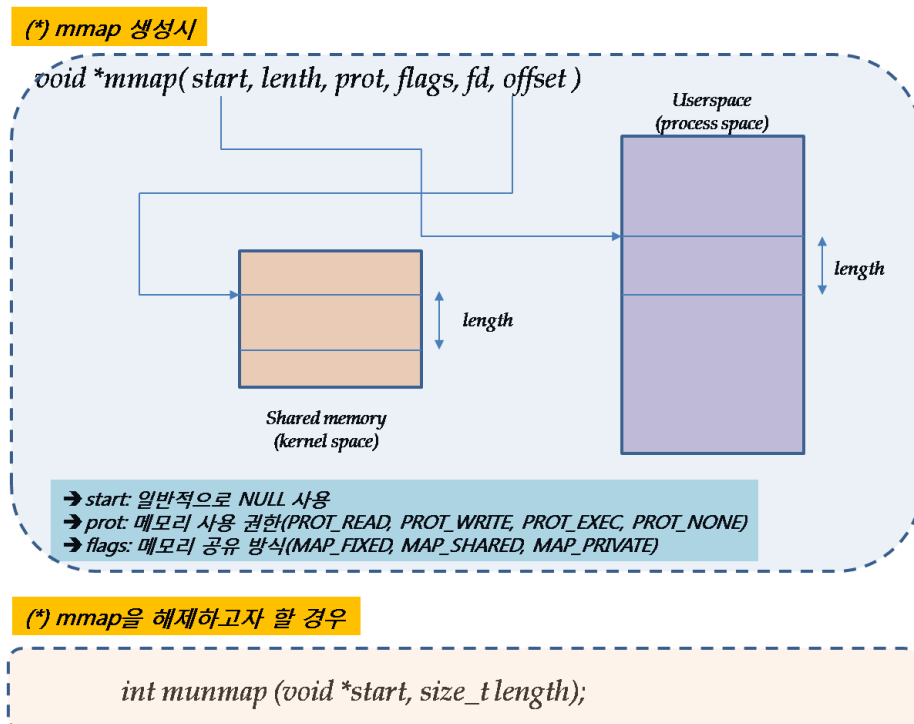 (*) mmap 생성시
void *mmap( start, lenth, prot, flags, fd, offset )
Userspace
(process space)
length
length
Shared memory
(kernel space)
➔ start: 일반적으로 NULL 사용
➔ prot: 메모리 사용 권한(PROT_READ, PROT_WRITE, PROT_EXEC, PROT_NONE)
➔ flags: 메모리 공유 방식(MAP_FIXED, MAP_SHARED, MAP_PRIVATE)
(*) mmap을 해제하고자 할 경우
int munmap (void *start, size_t length);